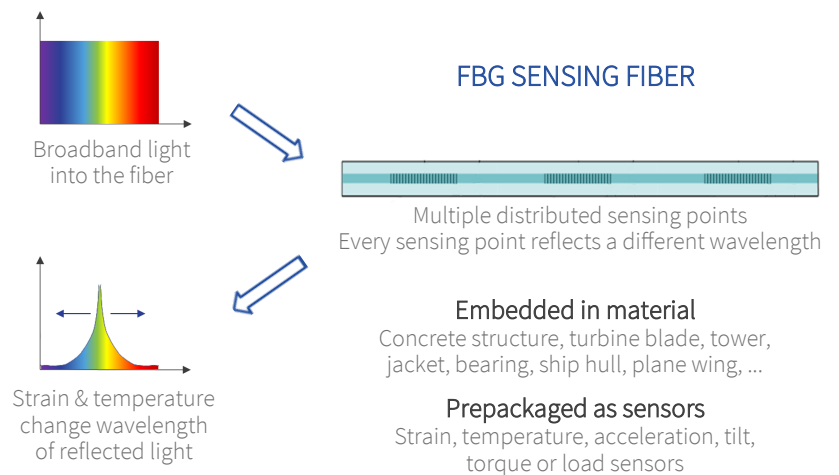 Broadband light
into the fiber
FBG SENSING FIBER
Multiple distributed sensing points
Every sensing point reflects a different wavelength
Strain & temperature
change wavelength
of reflected light
Embedded in material
Concrete structure, turbine blade, tower,
jacket, bearing, ship hull, plane wing, ...
Prepackaged as sensors
Strain, temperature, acceleration, tilt,
torque or load sensors